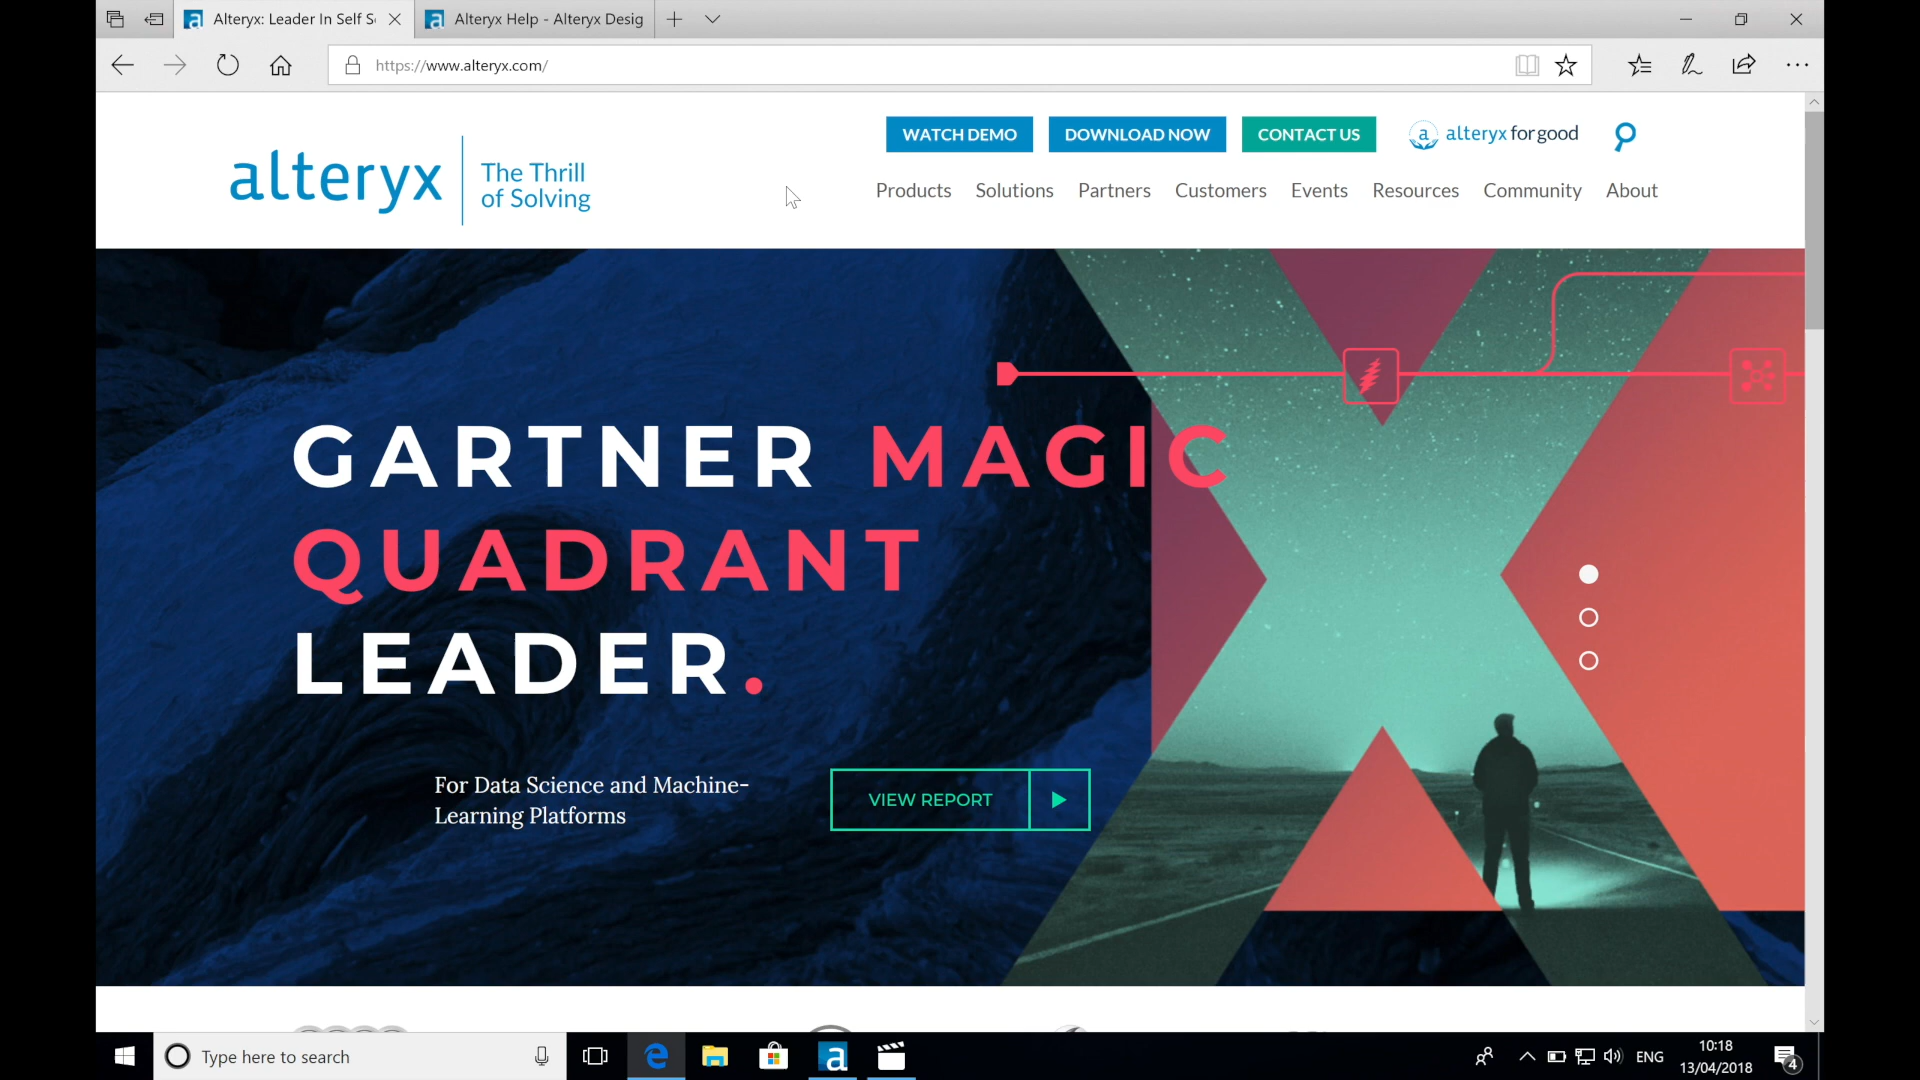 Alteryx: Leader In Self S
Alteryx Help - Alteryx Desig
https://www.alteryx.com/
WATCH DEMO
DOWNLOAD NOW
CONTACT US
a alteryx for good
alteryx
The Thrill
of Solving
Products
Solutions
Partners
Customers
Events
Resources
Community
About
GARTNER MAGIC
QUADRANT
LEADER.
For Data Science and Machine-
Learning Platforms
VIEW REPORT
Type here to search
ENG
10:18
13/04/2018
4